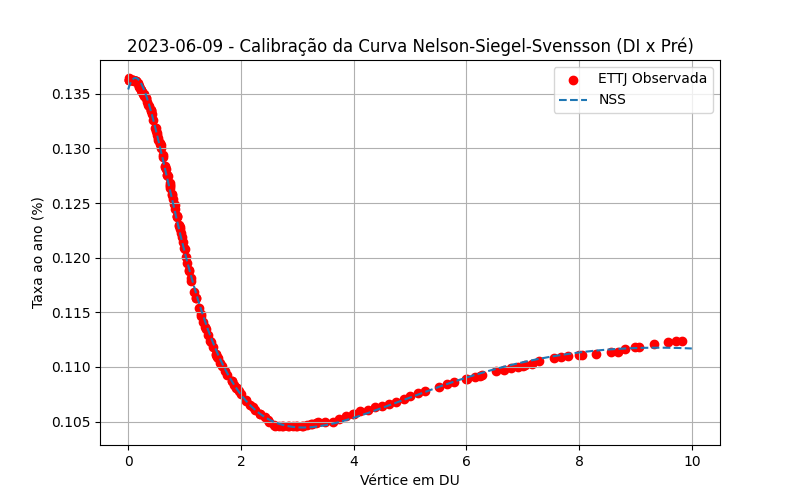 2023-06-09 - Calibração da Curva Nelson-Siegel-Svensson (DI x Pré)
ETTJ Observada
NSS
Taxa ao ano (%)
0.135
0.130
0.125
0.120
0.115
0.110
0.105
0 2 4 6 8 10
Vértice em DU